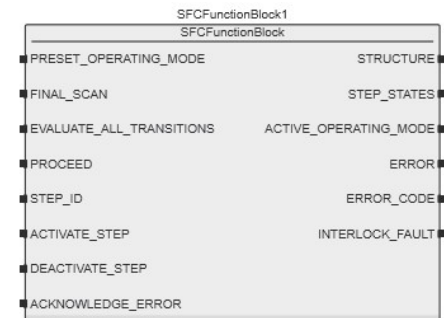 SFCFunctionBlock1
SFCFunctionBlock
PRESET_OPERATING_MODE STRUCTURE
FINAL_SCAN STEP_STATES
EVALUATE_ALL_TRANSITIONS ACTIVE_OPERATING_MODE
PROCEED ERROR
STEP_ID ERROR_CODE
ACTIVATE_STEP INTERLOCK_FAULT
DEACTIVATE_STEP
ACKNOWLEDGE_ERROR